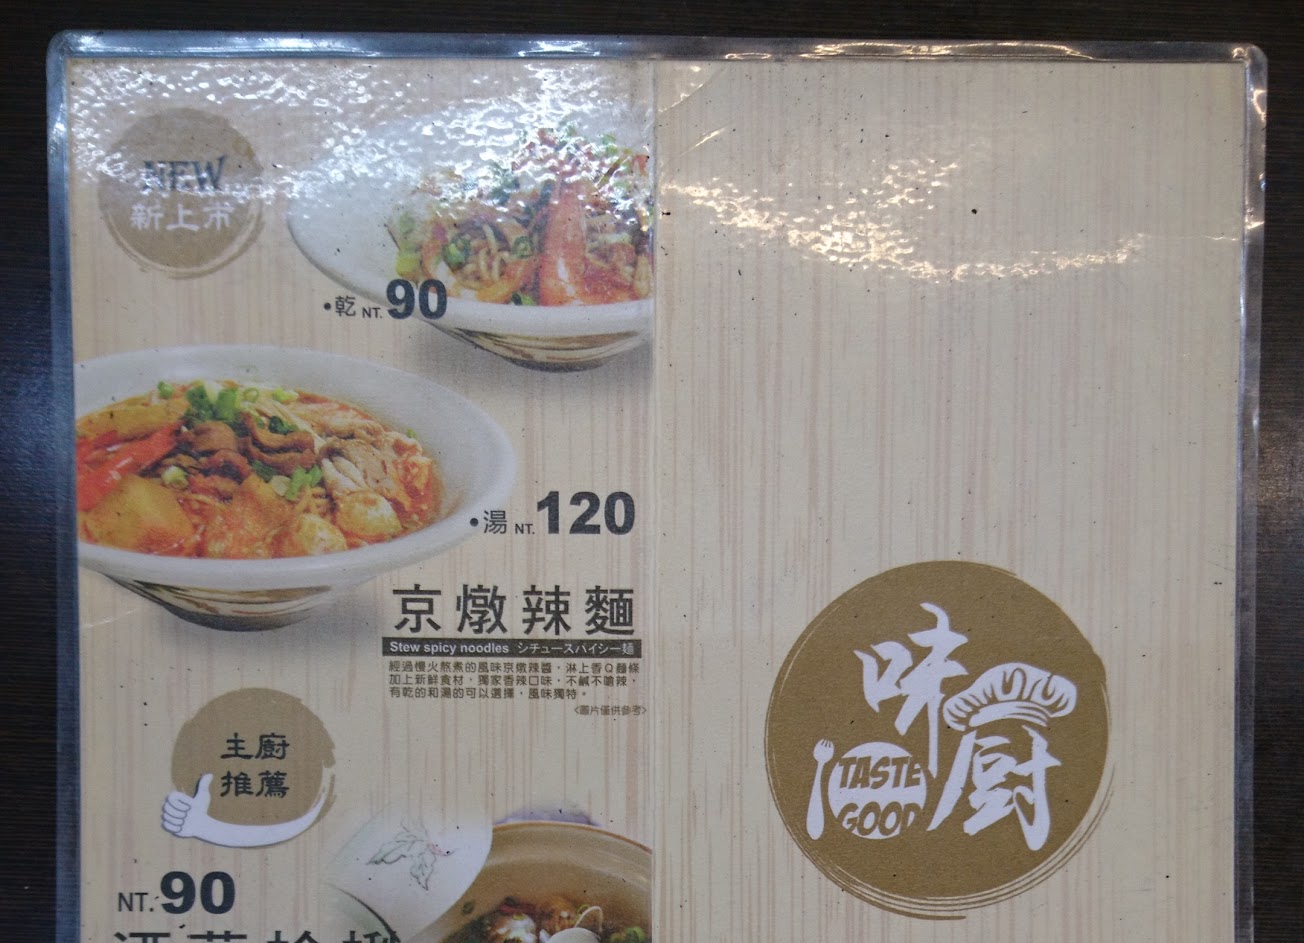 NEW
新上市
•乾 NT. 90
•湯 NT. 120
京燉辣麵
Stew spicy noodles シチュースパイシー麺
經過慢火熬煮的風味京燉辣醬，淋上香Q麵條
加上新鮮食材，獨家香辣口味，不鹹不嗆辣，
有乾的和湯的可以選擇，風味獨特。
<圖片僅供參考>
主廚
推薦
NT. 90
味廚
TASTE
GOOD